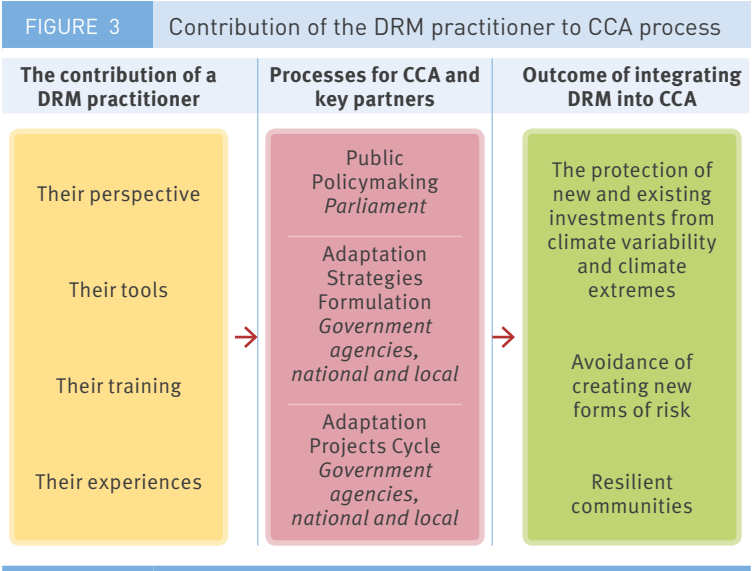 FIGURE 3
Contribution of the DRM practitioner to CCA process
The contribution of a
DRM practitioner
Their perspective
Their tools
Their training
Their experiences
Processes for CCA and
key partners
Public
Policymaking
Parliament
Adaptation
Strategies
Formulation
Government
agencies,
national and local
Adaptation
Projects Cycle
Government
agencies,
national and local
Outcome of integrating
DRM into CCA
The protection of
new and existing
investments from
climate variability
and climate
extremes
Avoidance of
creating new
forms of risk
Resilient
communities